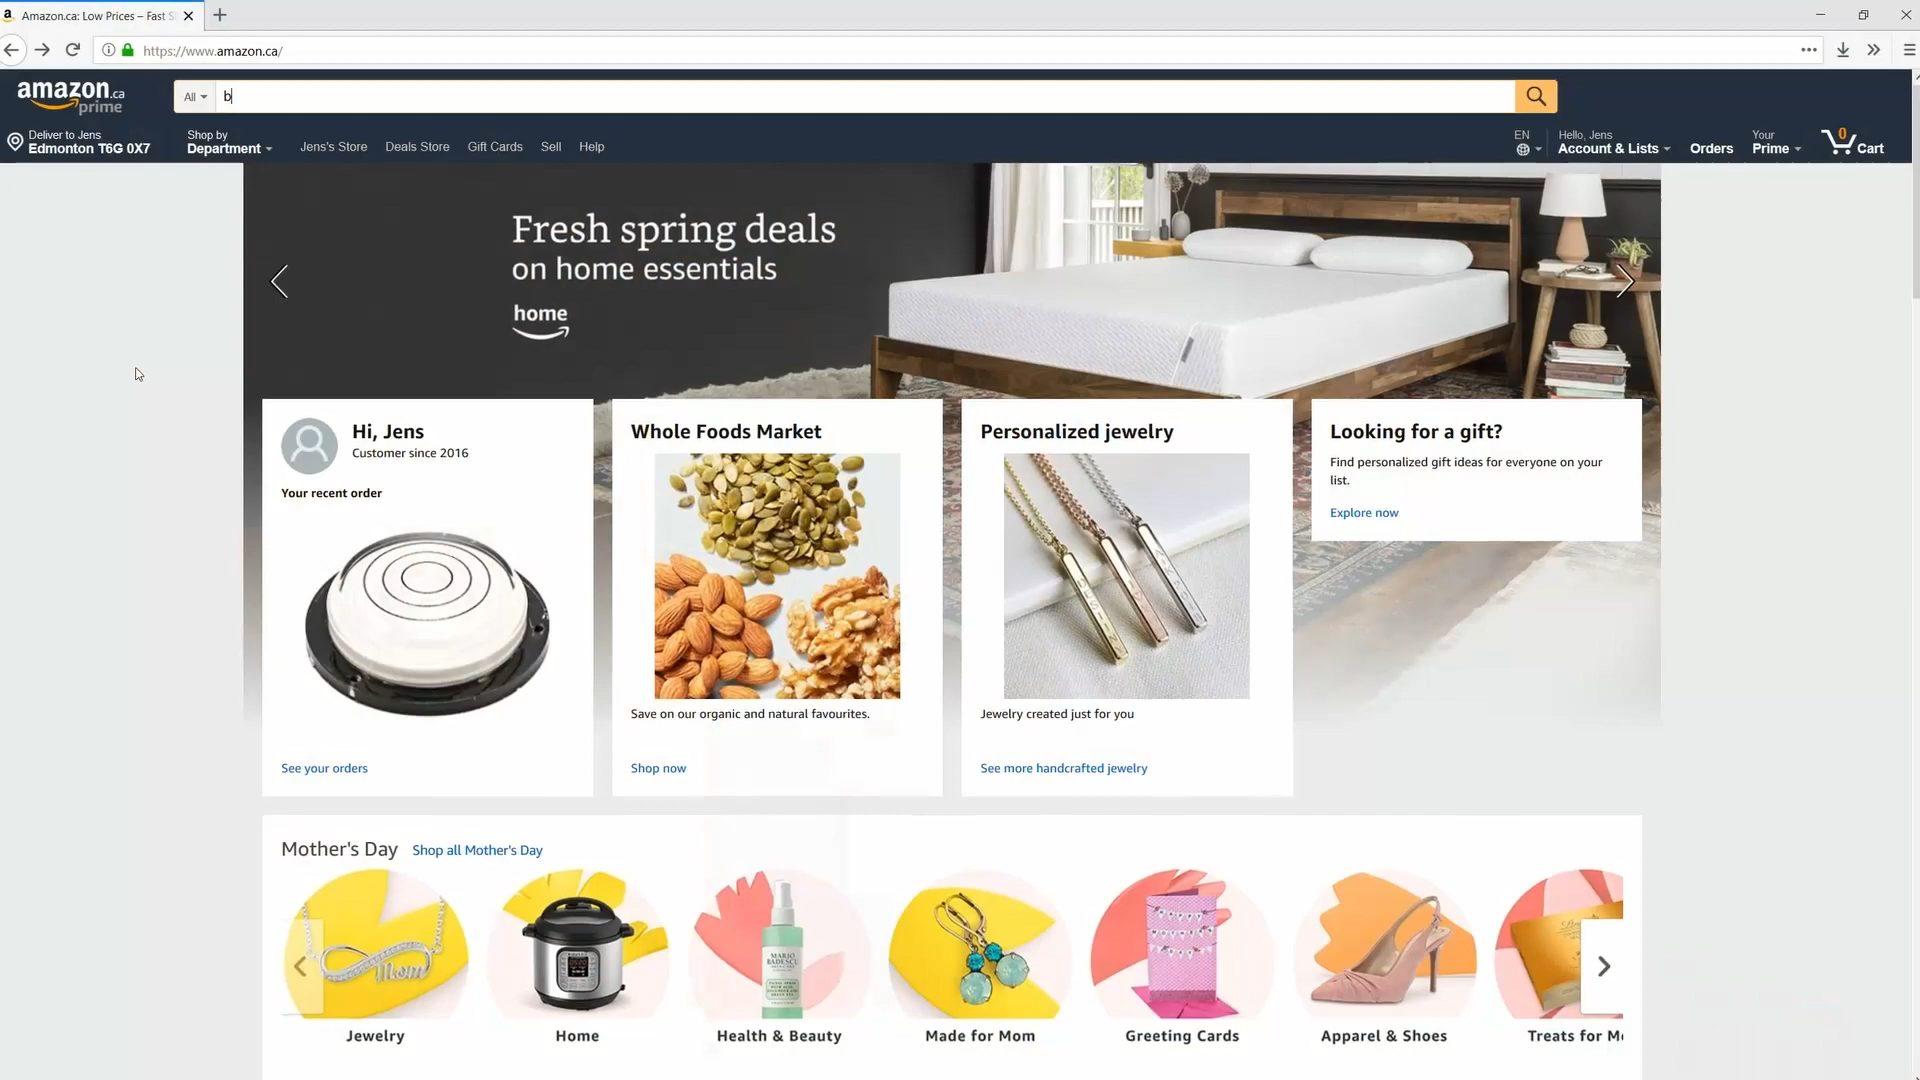 Amazon.ca: Low Prices – Fast S
https://www.amazon.ca/
amazon.ca
prime
All
b
Deliver to Jens
Edmonton T6G 0X7
Shop by
Department
Jens's Store
Deals Store
Gift Cards
Sell
Help
EN
Hello, Jens
Account & Lists
Orders
Your
Prime
0
Cart
Fresh spring deals
on home essentials
home
Hi, Jens
Customer since 2016
Your recent order
See your orders
Whole Foods Market
Save on our organic and natural favourites.
Shop now
Personalized jewelry
Jewelry created just for you
See more handcrafted jewelry
Looking for a gift?
Find personalized gift ideas for everyone on your
list.
Explore now
Mother's Day
Shop all Mother's Day
Mom
MARIO
BADESCU
Jewelry
Home
Health & Beauty
Made for Mom
Greeting Cards
Apparel & Shoes
Treats for M